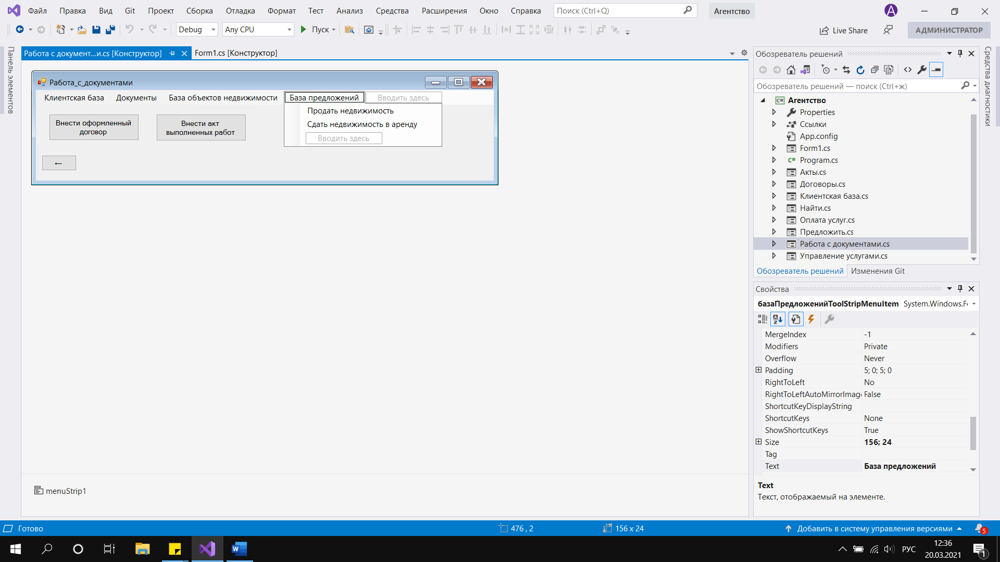 Файл Правка Вид Git Проект Сборка Отладка Формат Тест Анализ Средства Расширения Окно Справка Поиск (Ctrl+Q) Агентство A
Debug Any CPU Пуск Live Share АДМИНИСТРАТОР
Панель элементов
Работа с документ...и.cs [Конструктор] Form1.cs [Конструктор]
Работа_с_документами
Клиентская база Документы База объектов недвижимости База предложений Вводить здесь
Продать недвижимость
Сдать недвижимость в аренду
Вводить здесь
Внести оформленный
договор
Внести акт
выполненных работ
←
menuStrip1
Обозреватель решений
Обозреватель решений — поиск (Ctrl+ж)
C# Агентство
Properties
Ссылки
App.config
Form1.cs
C# Program.cs
Акты.cs
Договоры.cs
Клиентская база.cs
Найти.cs
Оплата услуг.cs
Предложить.cs
Работа с документами.cs
Управление услугами.cs
Обозреватель решений Изменения Git
Свойства
базаПредложенийToolStripMenuItem System.Windows.F
MergeIndex -1
Modifiers Private
Overflow Never
Padding 5; 0; 5; 0
RightToLeft No
RightToLeftAutoMirrorImage False
ShortcutKeyDisplayString
ShortcutKeys None
ShowShortcutKeys True
Size 156; 24
Tag
Text База предложений
Text
Текст, отображаемый на элементе.
Средства диагностики
Готово 476 , 2 156 x 24 Добавить в систему управления версиями 5
W РУС 12:36
20.03.2021 1